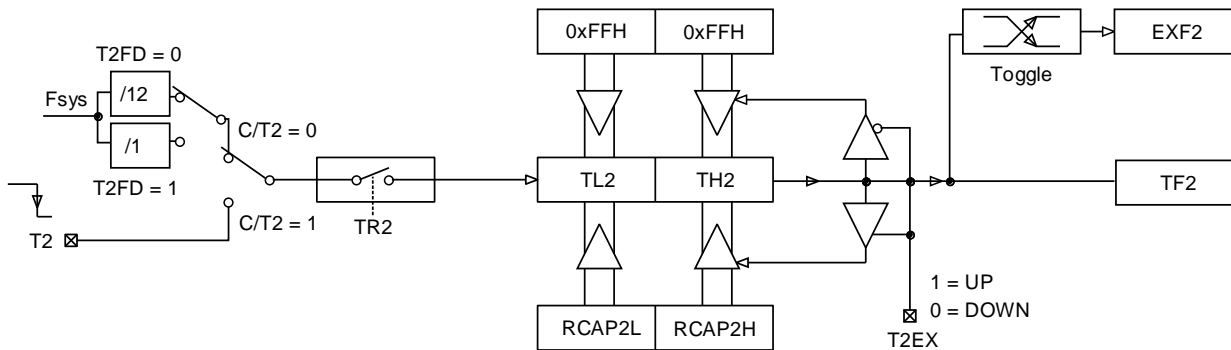 0xFFH 0xFFH
EXF2
T2FD = 0
Toggle
Fsys
/12
C/T2 = 0
/1
T2FD = 1
TL2 TH2
TF2
C/T2 = 1
TR2
T2
1 = UP
0 = DOWN
RCAP2L RCAP2H
T2EX